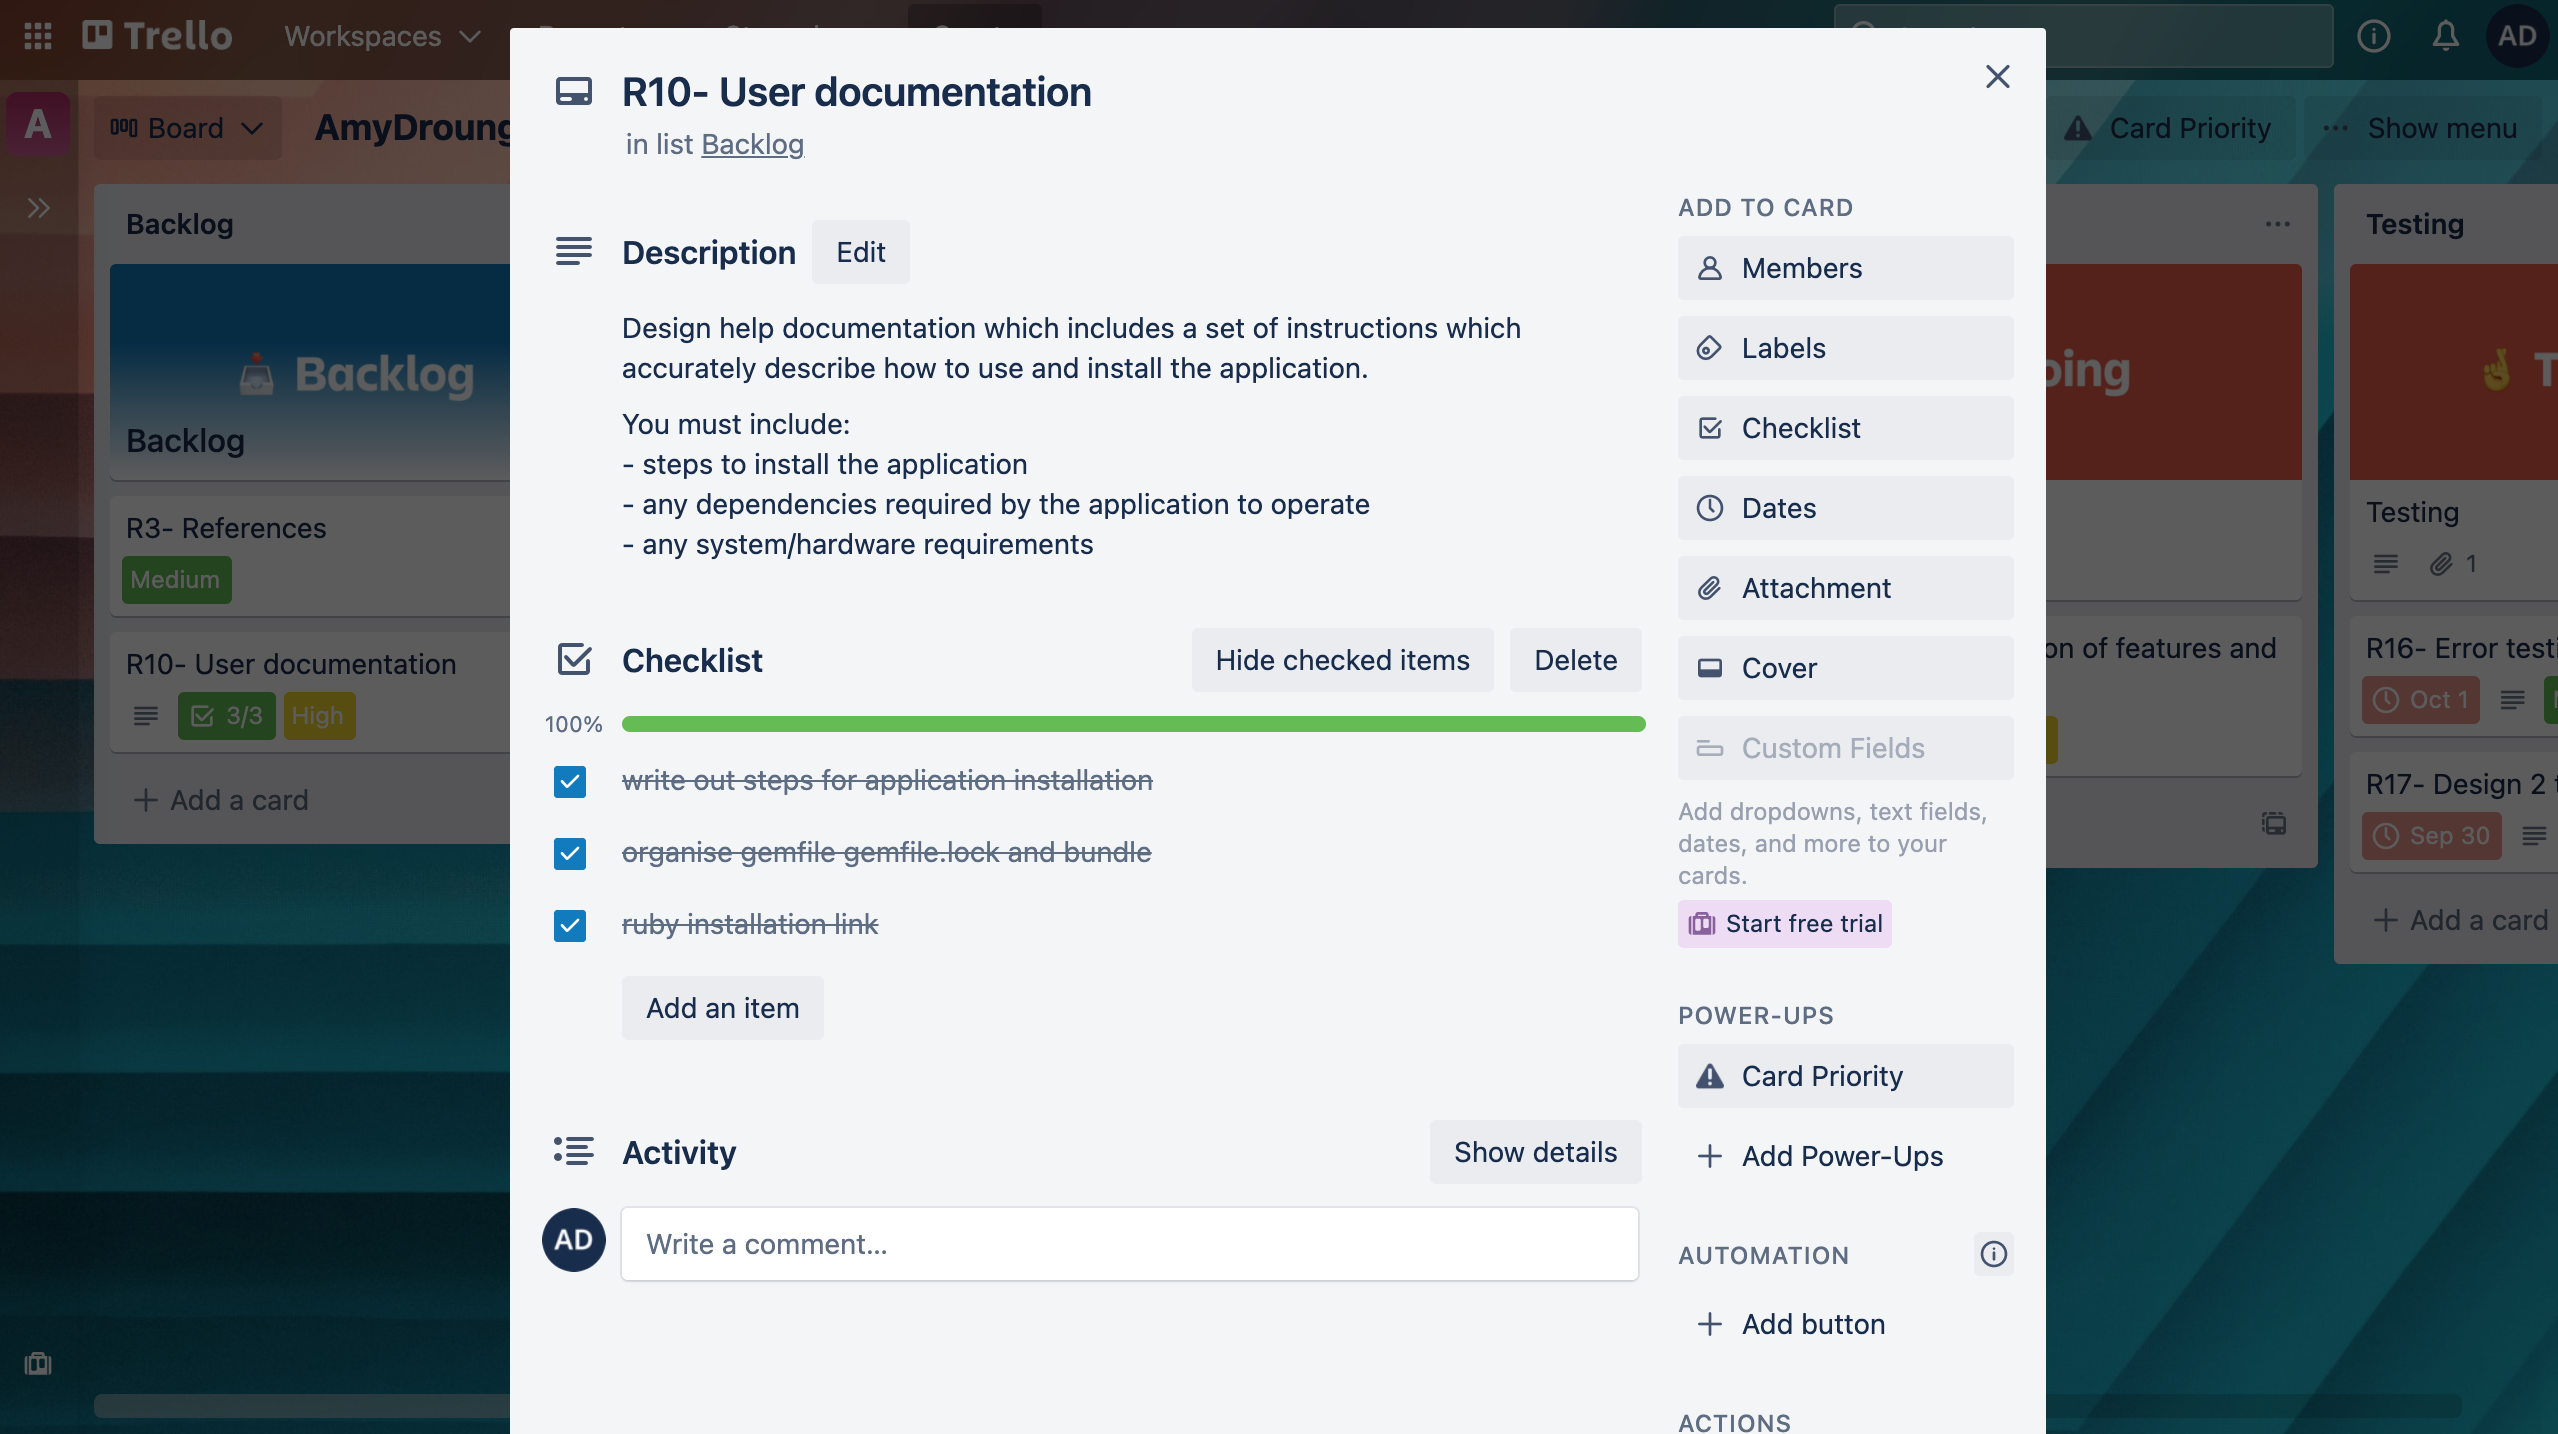 Trello
Workspaces
AD
A
Board
AmyDroung
Card Priority
Show menu
Backlog
Backlog
Backlog
R3- References
Medium
R10- User documentation
3/3
High
Add a card
R10- User documentation
in list Backlog
Description
Edit
Design help documentation which includes a set of instructions which
accurately describe how to use and install the application.
You must include:
- steps to install the application
- any dependencies required by the application to operate
- any system/hardware requirements
Checklist
Hide checked items
Delete
100%
write out steps for application installation
organise gemfile gemfile.lock and bundle
ruby installation link
Add an item
Activity
Show details
AD
Write a comment...
ADD TO CARD
Members
Labels
Checklist
Dates
Attachment
Cover
Custom Fields
Add dropdowns, text fields,
dates, and more to your
cards.
Start free trial
POWER-UPS
Card Priority
Add Power-Ups
AUTOMATION
Add button
ACTIONS
oing
on of features and
Testing
T
Testing
1
R16- Error testi
Oct 1
R17- Design 2 t
Sep 30
Add a card